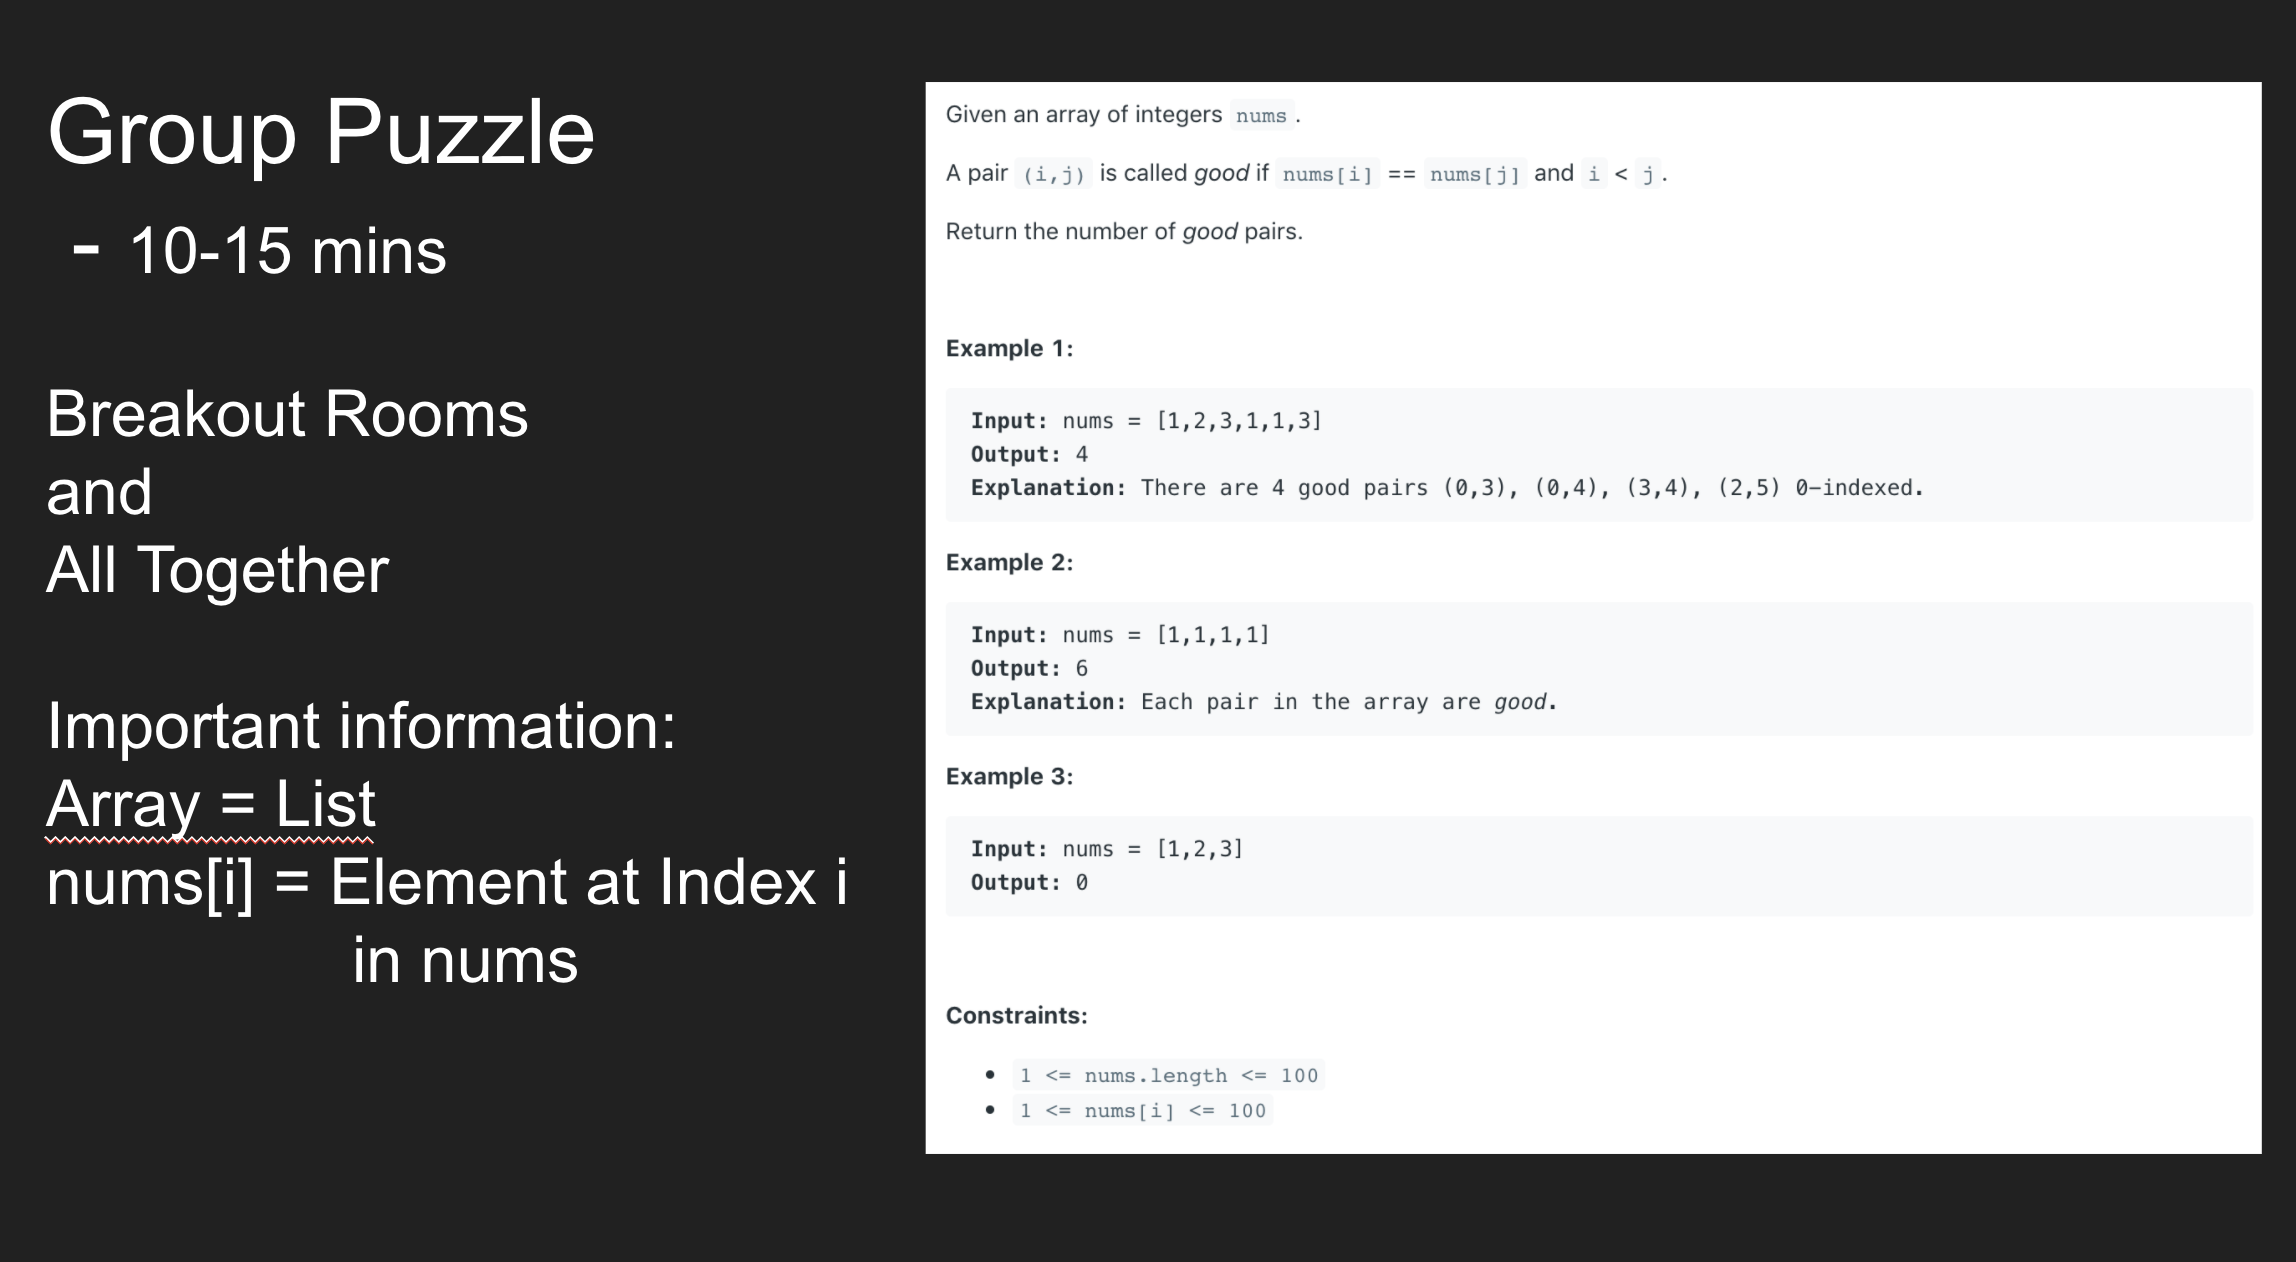 Group Puzzle
- 10-15 mins
Breakout Rooms
and
All Together
Important information:
Array = List
nums[i] = Element at Index i
in nums
Given an array of integers nums.
A pair (i,j) is called good if nums[i] == nums[j] and i < j.
Return the number of good pairs.
Example 1:
Input: nums = [1,2,3,1,1,3]
Output: 4
Explanation: There are 4 good pairs (0,3), (0,4), (3,4), (2,5) 0-indexed.
Example 2:
Input: nums = [1,1,1,1]
Output: 6
Explanation: Each pair in the array are good.
Example 3:
Input: nums = [1,2,3]
Output: 0
Constraints:
• 1 <= nums.length <= 100
• 1 <= nums[i] <= 100